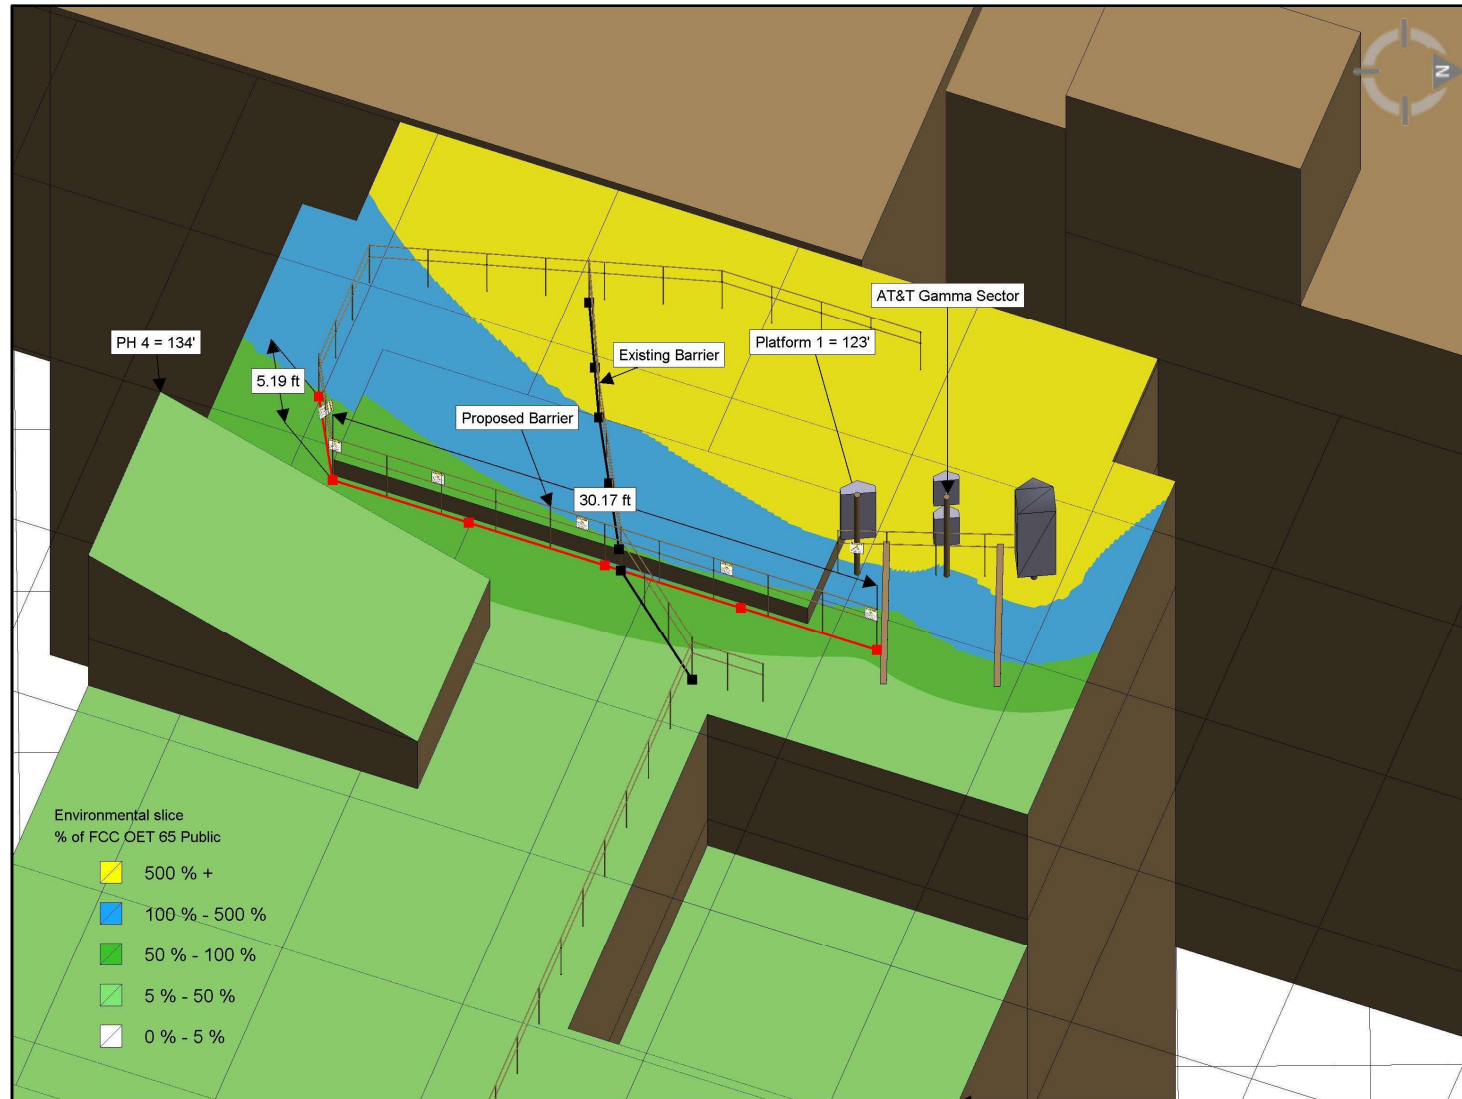 N
AT&T Gamma Sector
PH 4 = 134'
Platform 1 = 123'
Existing Barrier
5.19 ft
Proposed Barrier
30.17 ft
Environmental slice
% of FCC OET 65 Public
500 % +
100 % - 500 %
50 % - 100 %
5 % - 50 %
0 % - 5 %